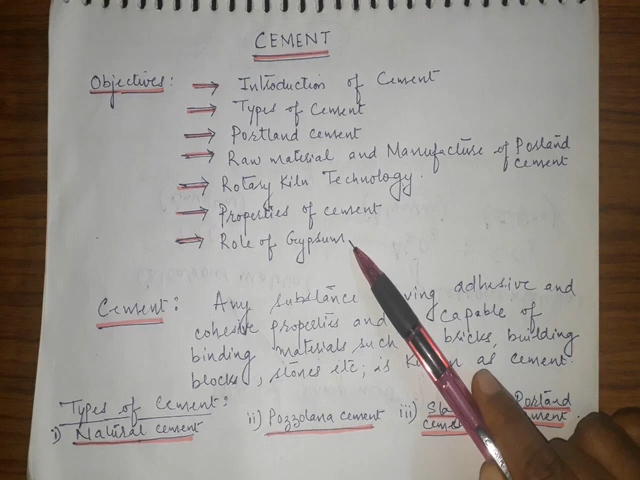 CEMENT
Objectives: → Introduction of Cement
→ Types of Cement
→ Portland cement
→ Raw material and Manufacture of Porland cement
→ Rotary Kiln Technology.
→ Properties of cement
→ Role of Gypsum
Cement: Any substance adhesive and
cohesive properties and capable of
binding materials such bricks, building
blocks, stones etc; is as cement.
Types of Cement:
i) Natural cement ii) Pozzolana cement iii) Porland cement.